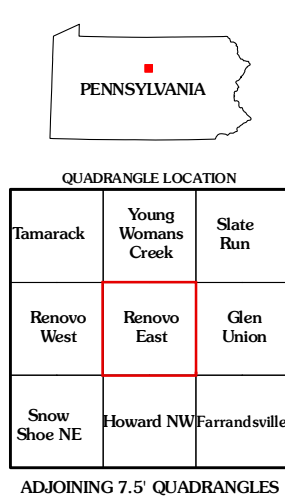 PENNSYLVANIA
QUADRANGLE LOCATION
Tamarack
Young
Womans
Creek
Slate
Run
Renovo
West
Renovo
East
Glen
Union
Snow
Shoe NE
Howard NW
Farrandsville
ADJOINING 7.5' QUADRANGLES